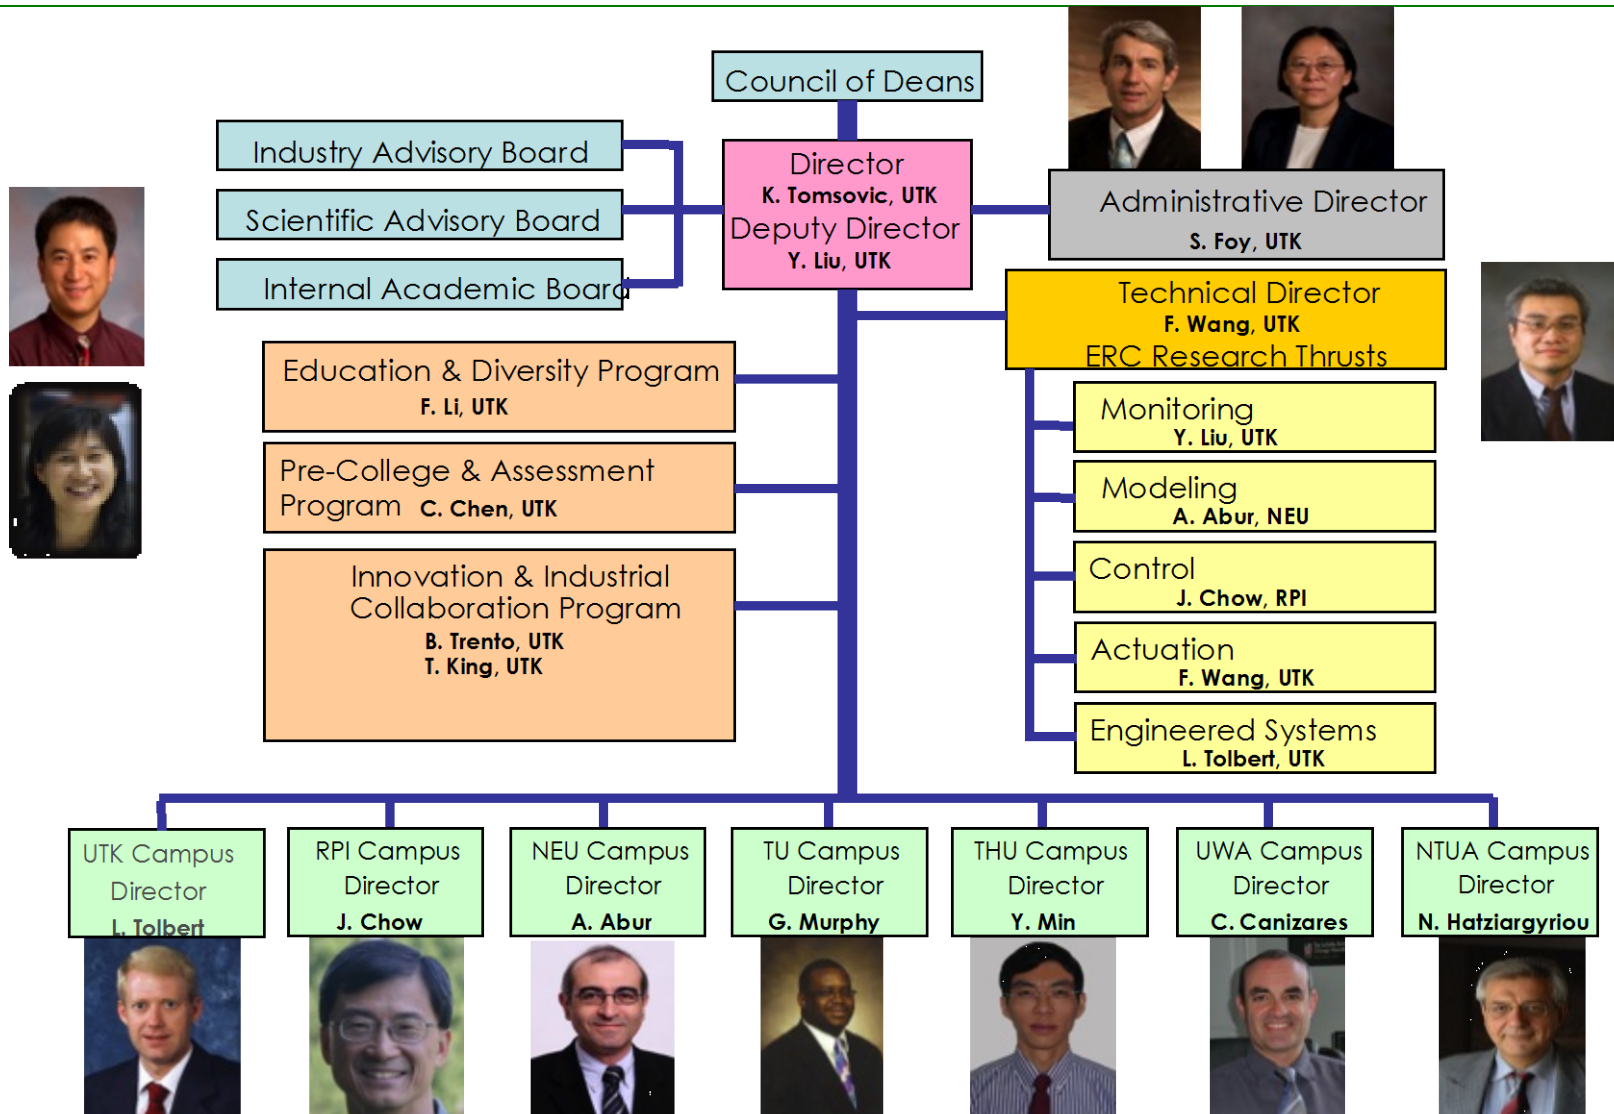 Council of Deans
Industry Advisory Board
Scientific Advisory Board
Internal Academic Board
Director
K. Tomsovic, UTK
Deputy Director
Y. Liu, UTK
Administrative Director
S. Foy, UTK
Technical Director
F. Wang, UTK
ERC Research Thrusts
Education & Diversity Program
F. Li, UTK
Pre-College & Assessment
Program C. Chen, UTK
Innovation & Industrial
Collaboration Program
B. Trento, UTK
T. King, UTK
Monitoring
Y. Liu, UTK
Modeling
A. Abur, NEU
Control
J. Chow, RPI
Actuation
F. Wang, UTK
Engineered Systems
L. Tolbert, UTK
UTK Campus
Director
L. Tolbert
RPI Campus
Director
J. Chow
NEU Campus
Director
A. Abur
TU Campus
Director
G. Murphy
THU Campus
Director
Y. Min
UWA Campus
Director
C. Canizares
NTUA Campus
Director
N. Hatziargyriou